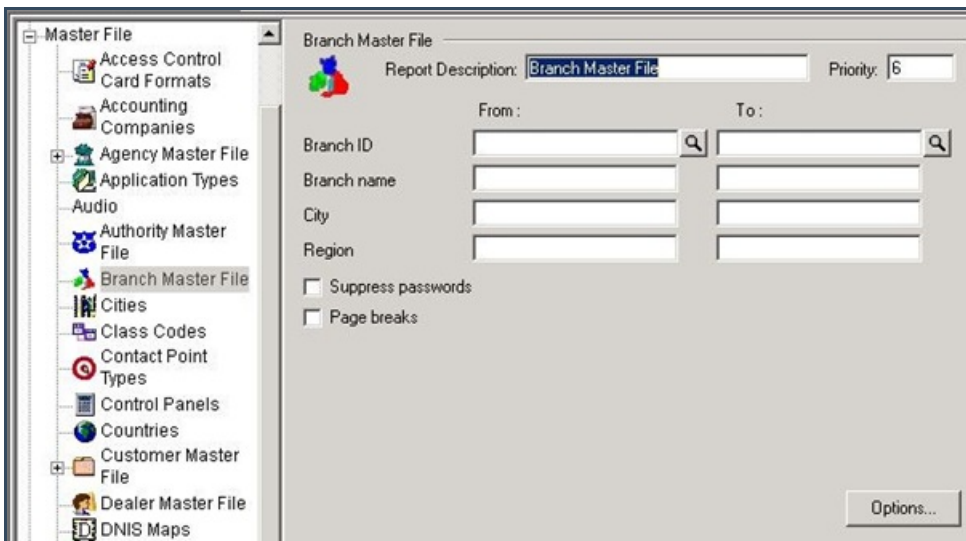 Master File
Access Control
Card Formats
Accounting
Companies
Agency Master File
Application Types
Audio
Authority Master
File
Branch Master File
Cities
Class Codes
Contact Point
Types
Control Panels
Countries
Customer Master
File
Dealer Master File
DNIS Maps
Branch Master File
Report Description: Branch Master File Priority: 6
From : To :
Branch ID
Branch name
City
Region
Suppress passwords
Page breaks
Options...